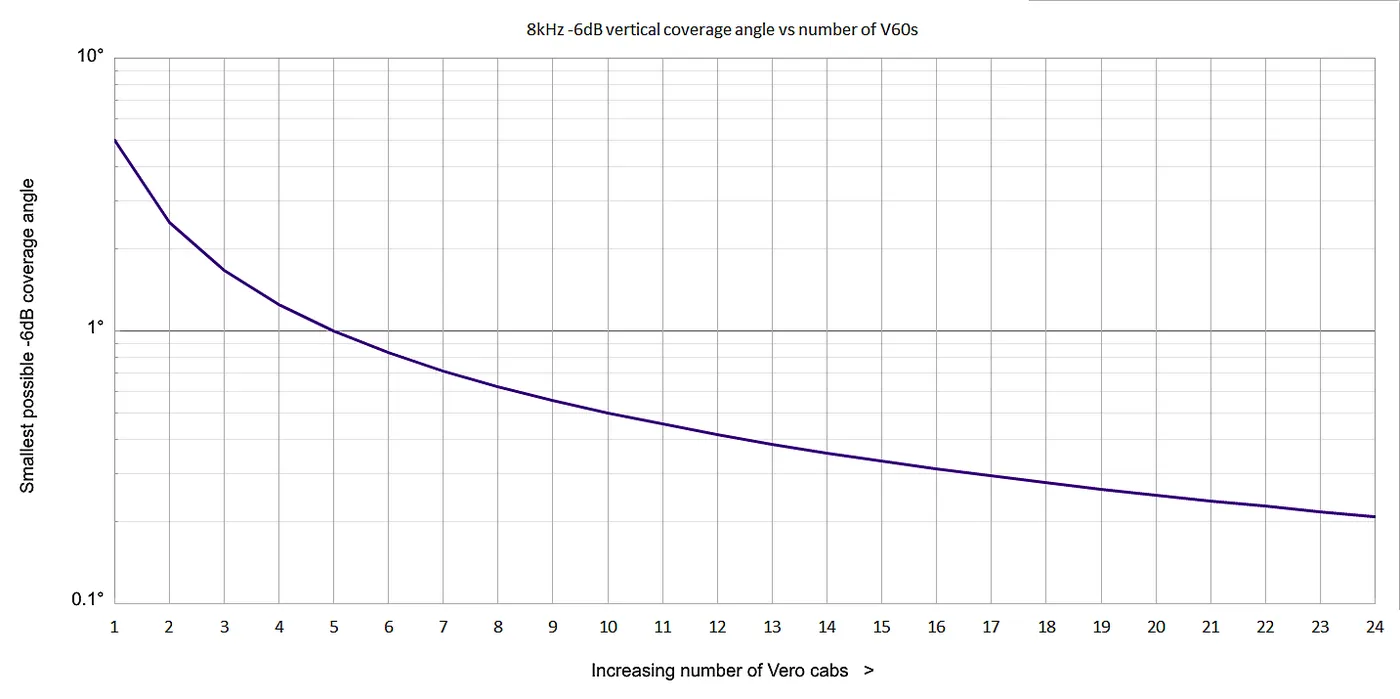 8kHz -6dB vertical coverage angle vs number of V60s
10°
1°
0.1°
Smallest possible -6dB coverage angle
1 2 3 4 5 6 7 8 9 10 11 12 13 14 15 16 17 18 19 20 21 22 23 24
Increasing number of Vero cabs >